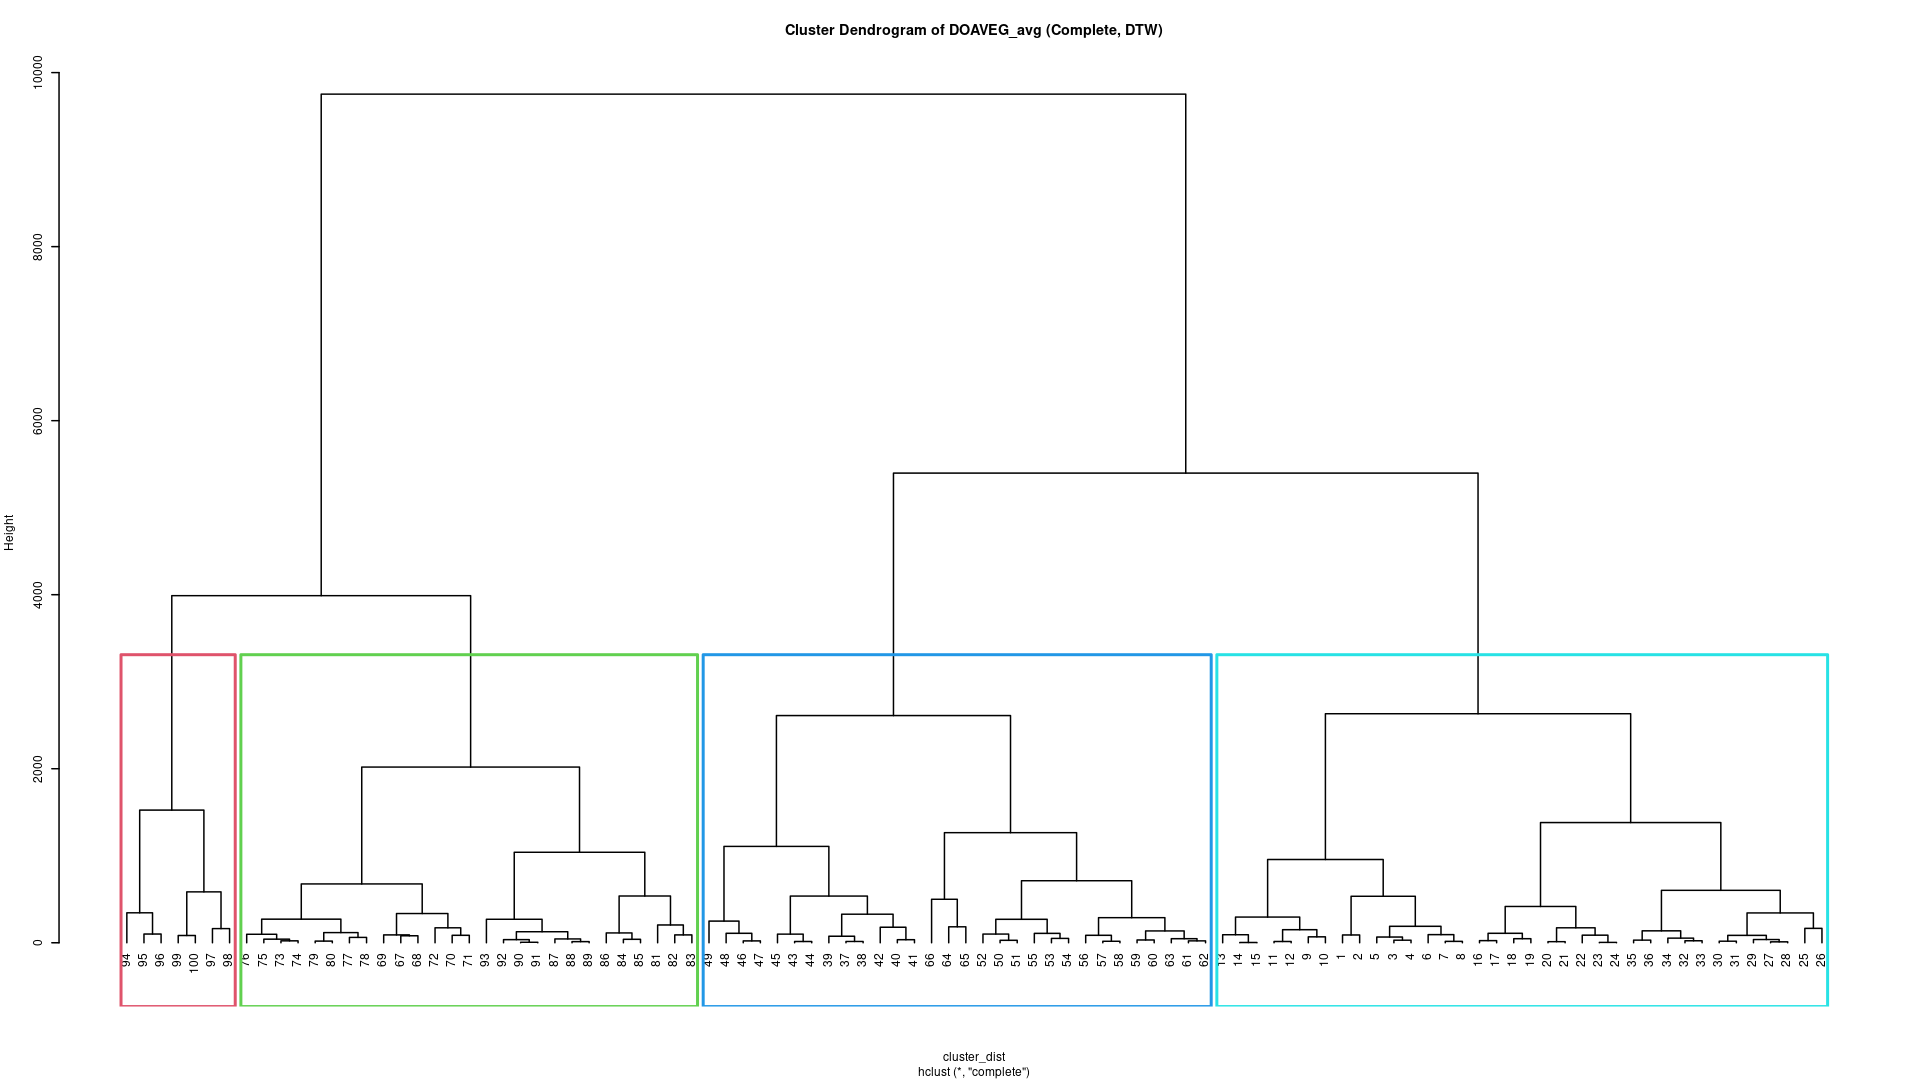 Cluster Dendrogram of DOAVEG_avg (Complete, DTW)
10000
8000
6000
4000
2000
0
Height
94 95 96 99 100 97 98 76 75 73 74 79 80 77 78 69 67 68 72 70 71 93 92 90 91 87 88 89 86 84 85 81 82 83 49 48 46 47 45 43 44 39 37 38 42 40 41 66 64 65 52 50 51 55 53 54 56 57 58 59 60 63 61 62 13 14 15 11 12 9 10 1 2 5 3 4 6 7 8 16 17 18 19 20 21 22 23 24 35 36 34 32 33 30 31 29 27 28 25 26
cluster_dist
hclust (*, "complete")